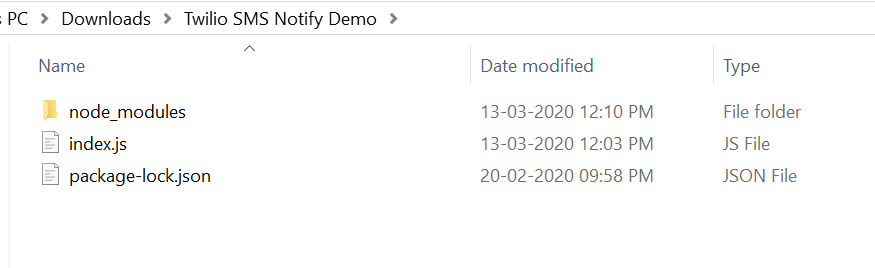 s PC > Downloads > Twilio SMS Notify Demo >
Name Date modified Type
node_modules 13-03-2020 12:10 PM File folder
index.js 13-03-2020 12:03 PM JS File
package-lock.json 20-02-2020 09:58 PM JSON File